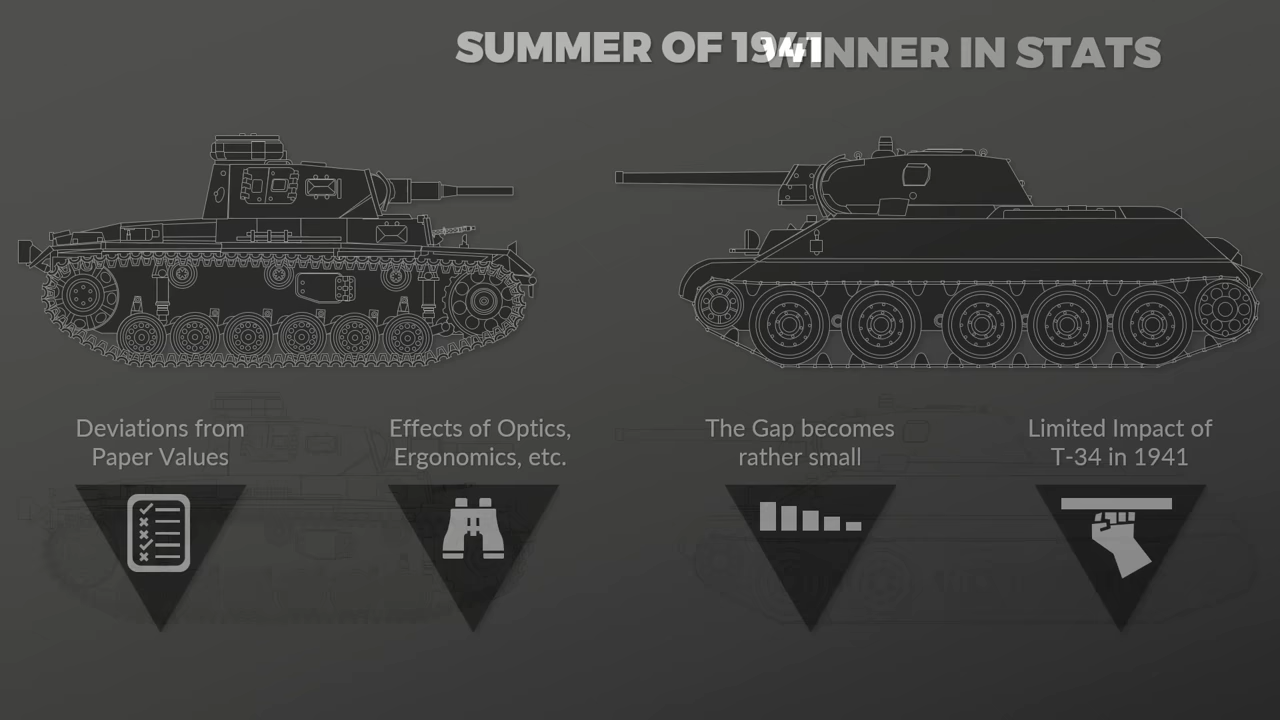 SUMMER OF 1941
WINNER IN STATS
Deviations from
Paper Values
Effects of Optics,
Ergonomics, etc.
The Gap becomes
rather small
Limited Impact of
T-34 in 1941